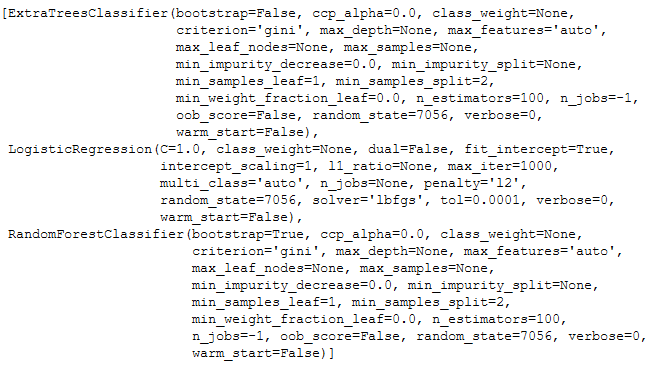 [ExtraTreesClassifier(bootstrap=False, ccp_alpha=0.0, class_weight=None,
criterion='gini', max_depth=None, max_features='auto',
max_leaf_nodes=None, max_samples=None,
min_impurity_decrease=0.0, min_impurity_split=None,
min_samples_leaf=1, min_samples_split=2,
min_weight_fraction_leaf=0.0, n_estimators=100, n_jobs=-1,
oob_score=False, random_state=7056, verbose=0,
warm_start=False),
LogisticRegression(C=1.0, class_weight=None, dual=False, fit_intercept=True,
intercept_scaling=1, l1_ratio=None, max_iter=1000,
multi_class='auto', n_jobs=None, penalty='l2',
random_state=7056, solver='lbfgs', tol=0.0001, verbose=0,
warm_start=False),
RandomForestClassifier(bootstrap=True, ccp_alpha=0.0, class_weight=None,
criterion='gini', max_depth=None, max_features='auto',
max_leaf_nodes=None, max_samples=None,
min_impurity_decrease=0.0, min_impurity_split=None,
min_samples_leaf=1, min_samples_split=2,
min_weight_fraction_leaf=0.0, n_estimators=100,
n_jobs=-1, oob_score=False, random_state=7056, verbose=0,
warm_start=False)]